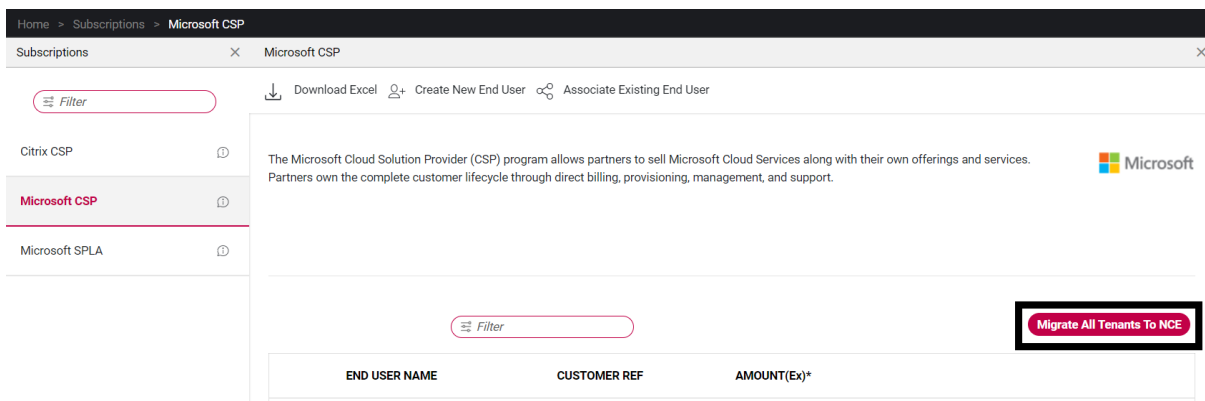 Home > Subscriptions > Microsoft CSP
Subscriptions
Microsoft CSP
Filter
Download Excel
Create New End User
Associate Existing End User
Citrix CSP
Microsoft CSP
Microsoft SPLA
The Microsoft Cloud Solution Provider (CSP) program allows partners to sell Microsoft Cloud Services along with their own offerings and services.
Partners own the complete customer lifecycle through direct billing, provisioning, management, and support.
Microsoft
Filter
Migrate All Tenants To NCE
END USER NAME CUSTOMER REF AMOUNT(Ex)*